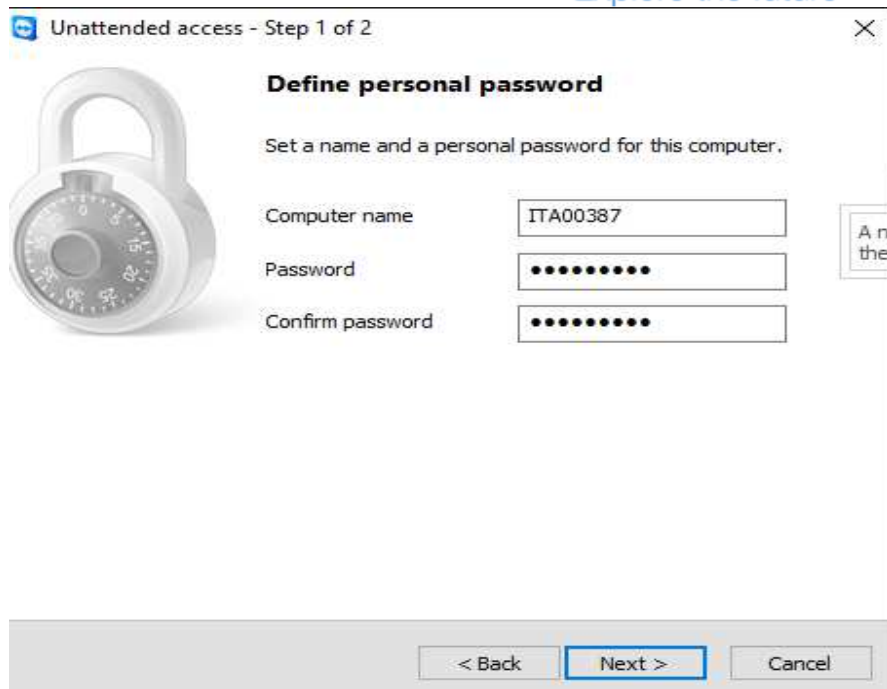 Unattended access - Step 1 of 2
Define personal password
Set a name and a personal password for this computer.
Computer name
ITA00387
A
the
Password
●●●●●●●●●
Confirm password
●●●●●●●●●
< Back
Next >
Cancel